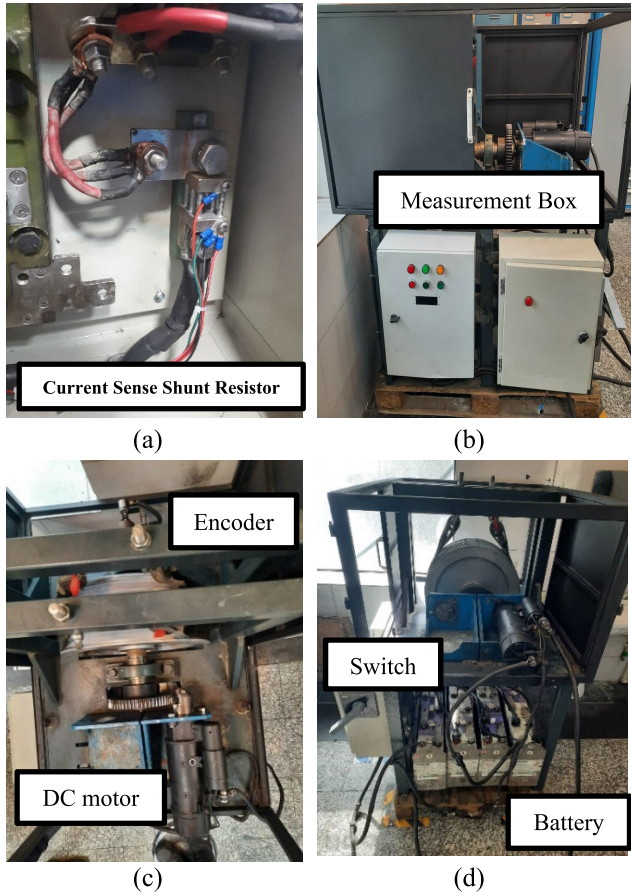 Current Sense Shunt Resistor
(a)
Measurement Box
(b)
Encoder
DC motor
(c)
Switch
Battery
(d)